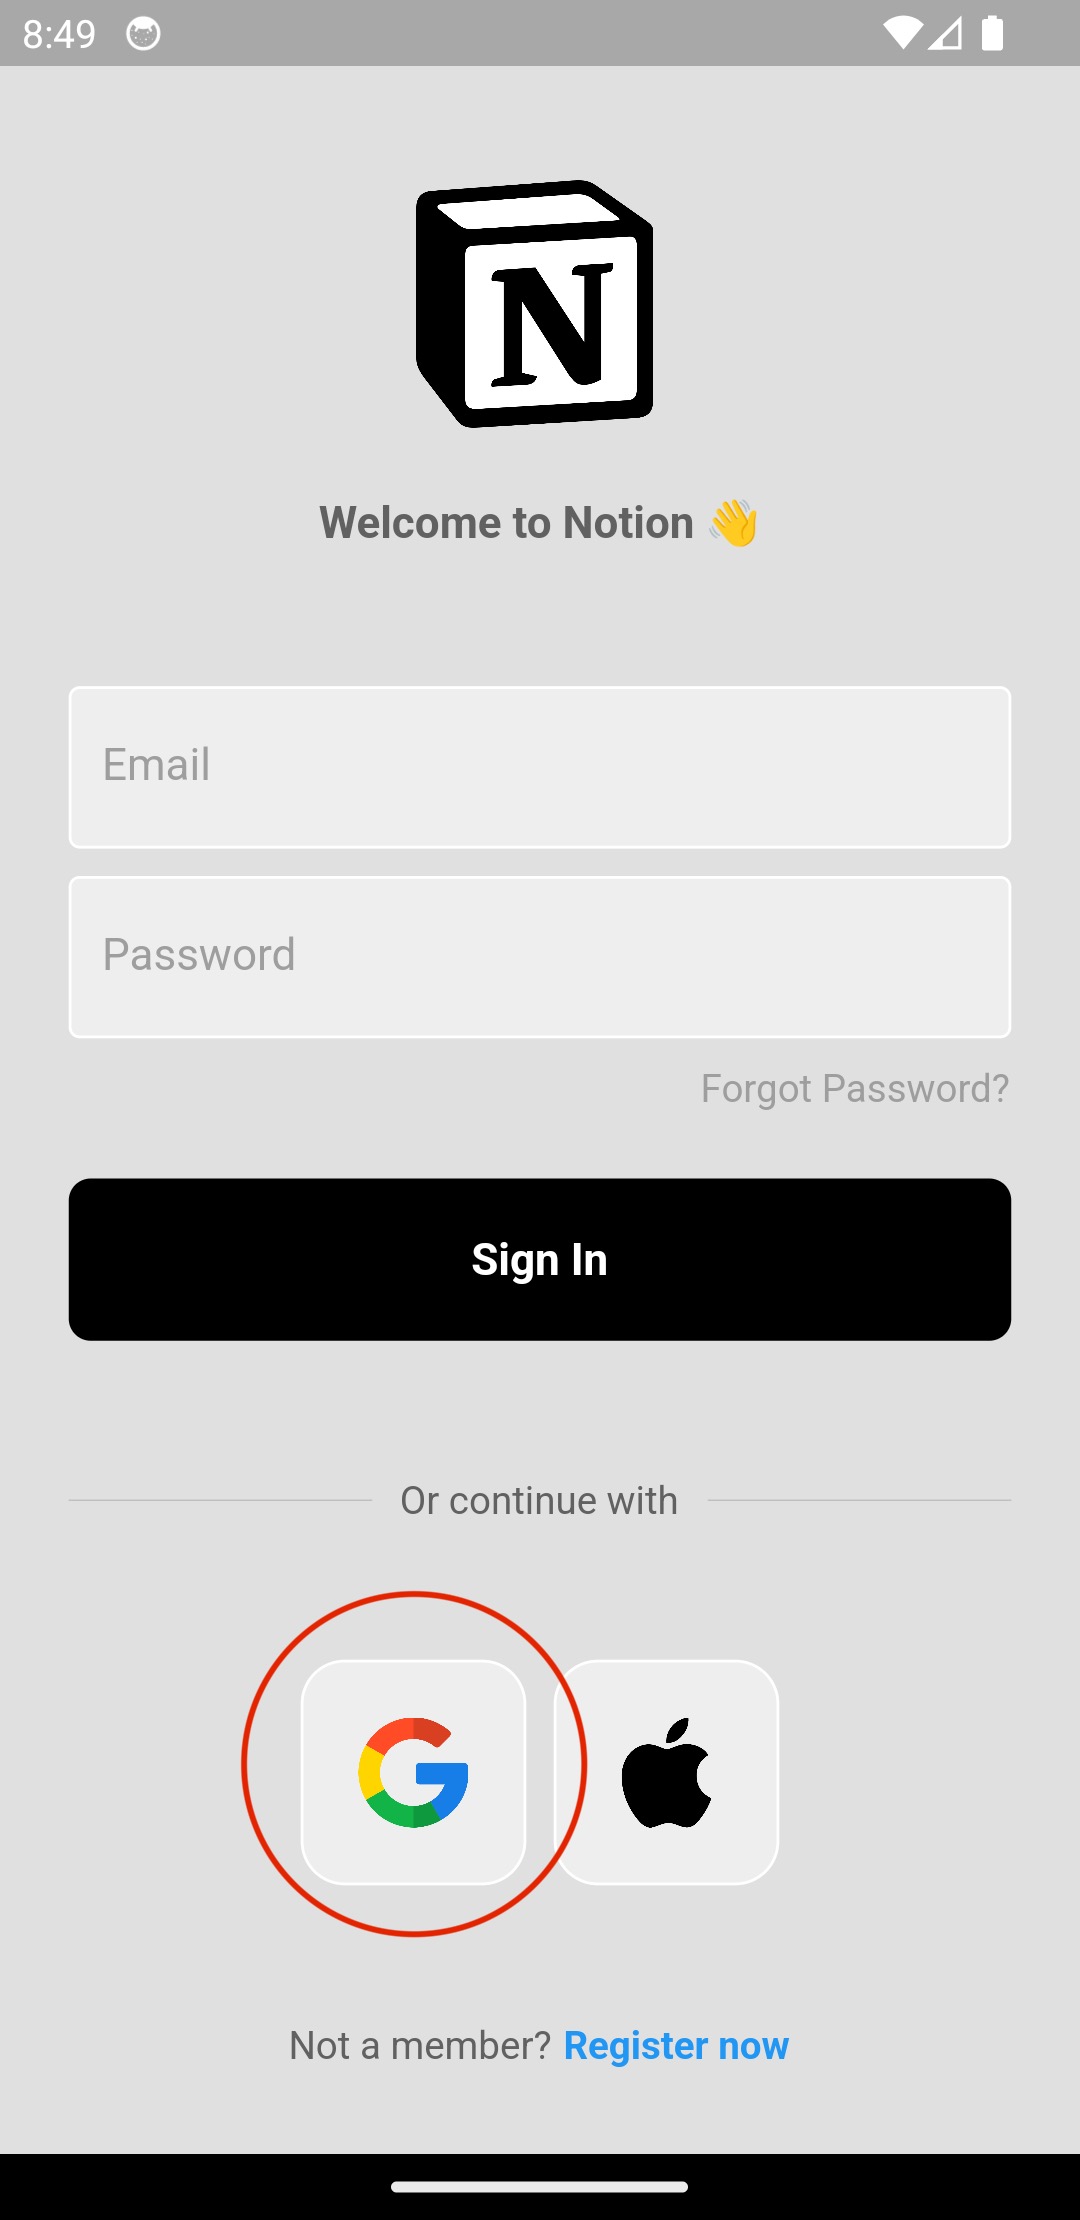 8:49
N
Welcome to Notion 👋
Email
Password
Forgot Password?
Sign In
Or continue with
G
Not a member? Register now